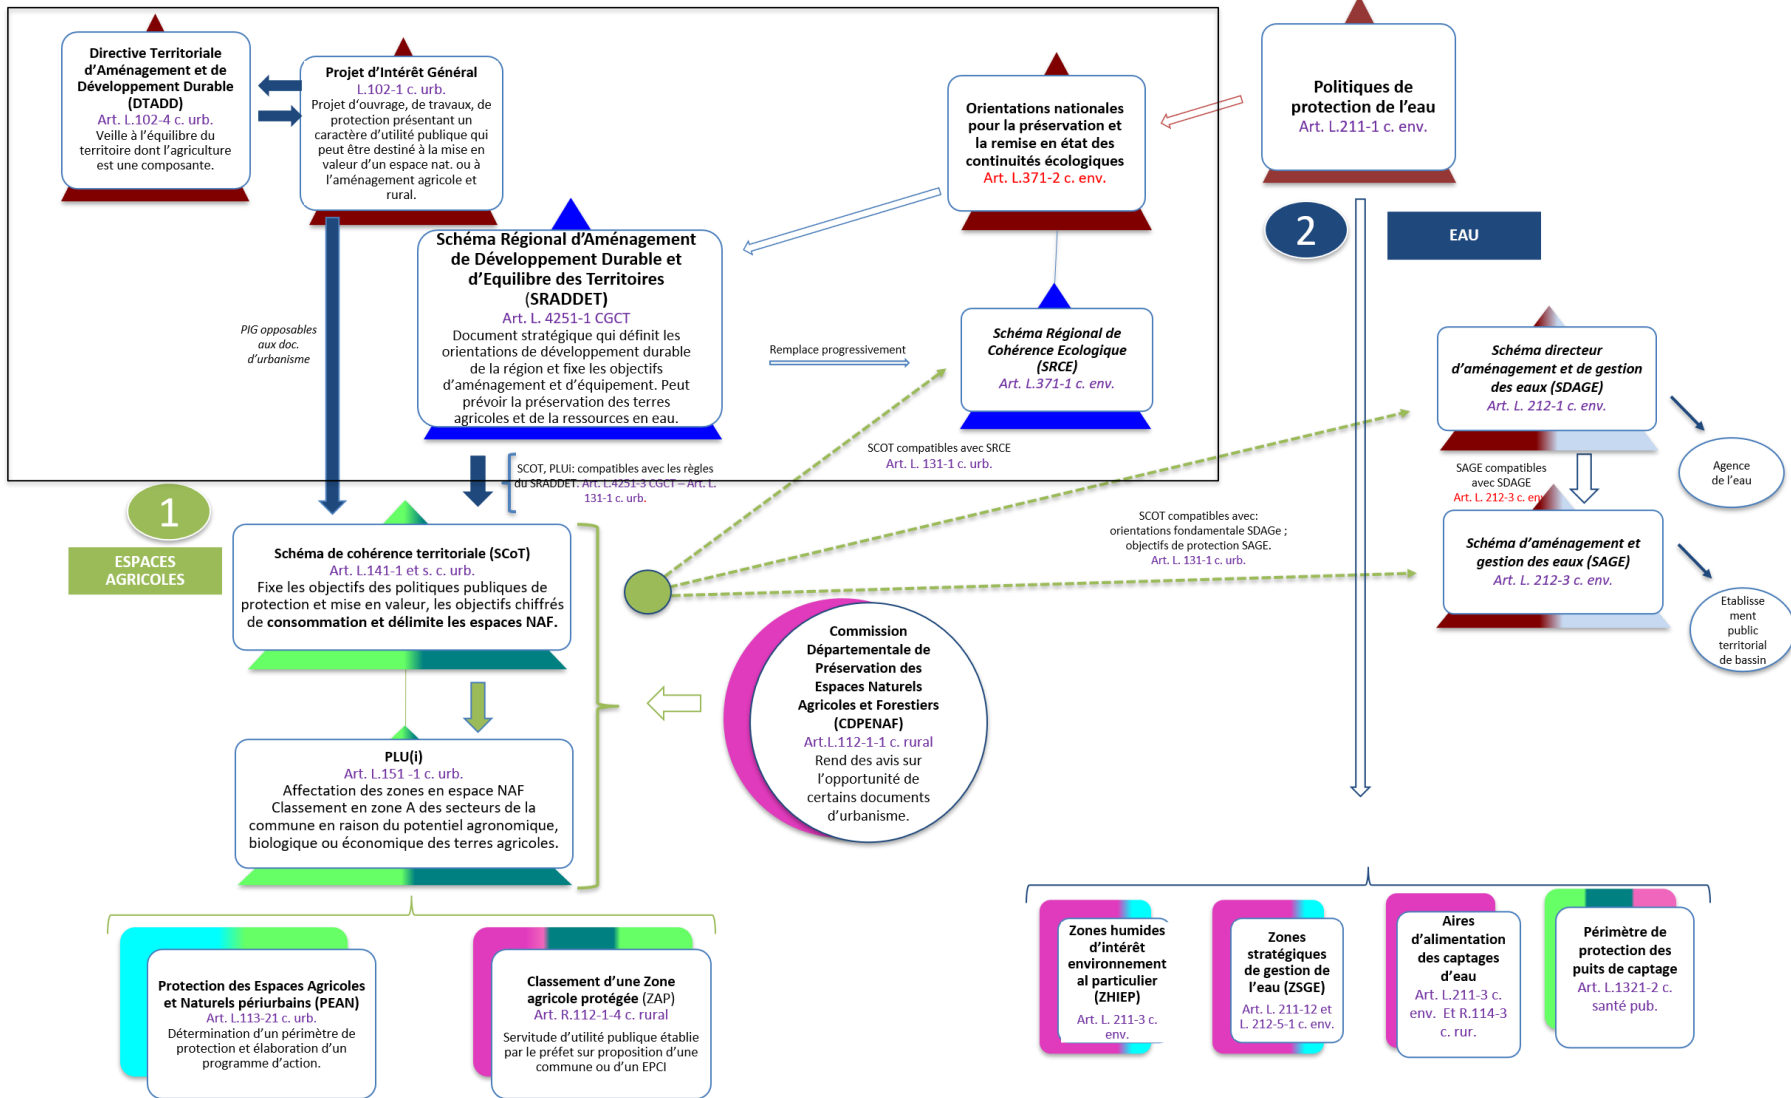 Directive Territoriale
d'Aménagement et de
Développement Durable
(DTADD)
Art. L.102-4 c. urb.
Veille à l'équilibre du
territoire dont l'agriculture
est une composante.
Projet d'Intérêt Général
L.102-1 c. urb.
Projet d'ouvrage, de travaux, de
protection présentant un
caractère d'utilité publique qui
peut être destiné à la mise en
valeur d'un espace nat. ou à
l'aménagement agricole et
rural.
Orientations nationales
pour la préservation et
la remise en état des
continuités écologiques
Art. L.371-2 c. env.
Politiques de
protection de l'eau
Art. L.211-1 c. env.
2
EAU
Schéma Régional d'Aménagement
de Développement Durable et
d'Equilibre des Territoires
(SRADDET)
Art. L. 4251-1 CGCT
Document stratégique qui définit les
orientations de développement durable
de la région et fixe les objectifs
d'aménagement et d'équipement. Peut
prévoir la préservation des terres
agricoles et de la ressources en eau.
PIG opposables
aux doc.
d'urbanisme
Remplace progressivement
Schéma Régional de
Cohérence Ecologique
(SRCE)
Art. L.371-1 c. env.
Schéma directeur
d'aménagement et de gestion
des eaux (SDAGE)
Art. L. 212-1 c. env.
SCOT compatibles avec SRCE
Art. L. 131-1 c. urb.
SCOT, PLUi: compatibles avec les règles
du SRADDET. Art. L.4251-3 CGCT – Art. L.
131-1 c. urb.
SAGE compatibles
avec SDAGE
Art. L. 212-3 c. env
Agence
de l'eau
1
ESPACES
AGRICOLES
Schéma de cohérence territoriale (SCoT)
Art. L.141-1 et s. c. urb.
Fixe les objectifs des politiques publiques de
protection et mise en valeur, les objectifs chiffrés
de consommation et délimite les espaces NAF.
SCOT compatibles avec:
orientations fondamentale SDAGe ;
objectifs de protection SAGE.
Art. L. 131-1 c. urb.
Schéma d'aménagement et
gestion des eaux (SAGE)
Art. L. 212-3 c. env.
Etablisse
ment
public
territorial
de bassin
Commission
Départementale de
Préservation des
Espaces Naturels
Agricoles et Forestiers
(CDPENAF)
Art.L.112-1-1 c. rural
Rend des avis sur
l'opportunité de
certains documents
d'urbanisme.
PLU(i)
Art. L.151 -1 c. urb.
Affectation des zones en espace NAF
Classement en zone A des secteurs de la
commune en raison du potentiel agronomique,
biologique ou économique des terres agricoles.
Protection des Espaces Agricoles
et Naturels périurbains (PEAN)
Art. L.113-21 c. urb.
Détermination d'un périmètre de
protection et élaboration d'un
programme d'action.
Classement d'une Zone
agricole protégée (ZAP)
Art. R.112-1-4 c. rural
Servitude d'utilité publique établie
par le préfet sur proposition d'une
commune ou d'un EPCI
Zones humides
d'intérêt
environnement
al particulier
(ZHIEP)
Art. L. 211-3 c.
env.
Zones
stratégiques
de gestion de
l'eau (ZSGE)
Art. L. 211-12 et
L. 212-5-1 c. env.
Aires
d'alimentation
des captages
d'eau
Art. L.211-3 c.
env. Et R.114-3
c. rur.
Périmètre de
protection des
puits de captage
Art. L.1321-2 c.
santé pub.